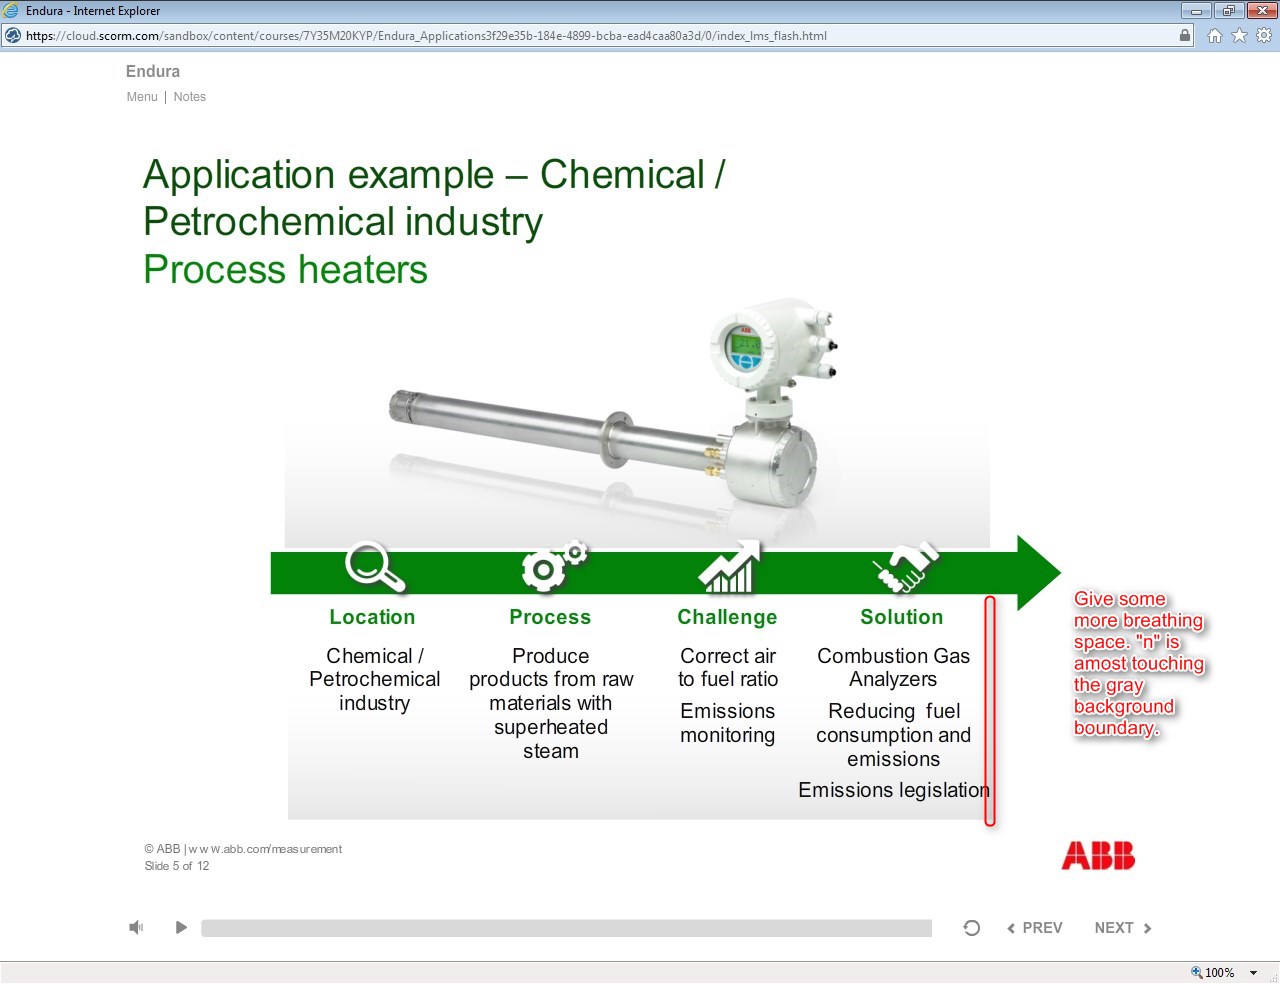 Endura - Internet Explorer
https://cloud.scorm.com/sandbox/content/courses/7Y35M20KYP/Endura_Applications3f29e35b-184e-4899-bcba-ead4caa80a3d/0/index_lms_flash.html
Endura
Menu | Notes
Application example – Chemical /
Petrochemical industry
Process heaters
ABB
Location
Chemical /
Petrochemical
industry
Process
Produce
products from raw
materials with
superheated
steam
Challenge
Correct air
to fuel ratio
Emissions
monitoring
Solution
Combustion Gas
Analyzers
Reducing fuel
consumption and
emissions
Emissions legislation
Give some
more breathing
space. "n" is
amost touching
the gray
background
boundary.
© ABB | www.abb.com/measurement
Slide 5 of 12
ABB
PREV
NEXT
100%